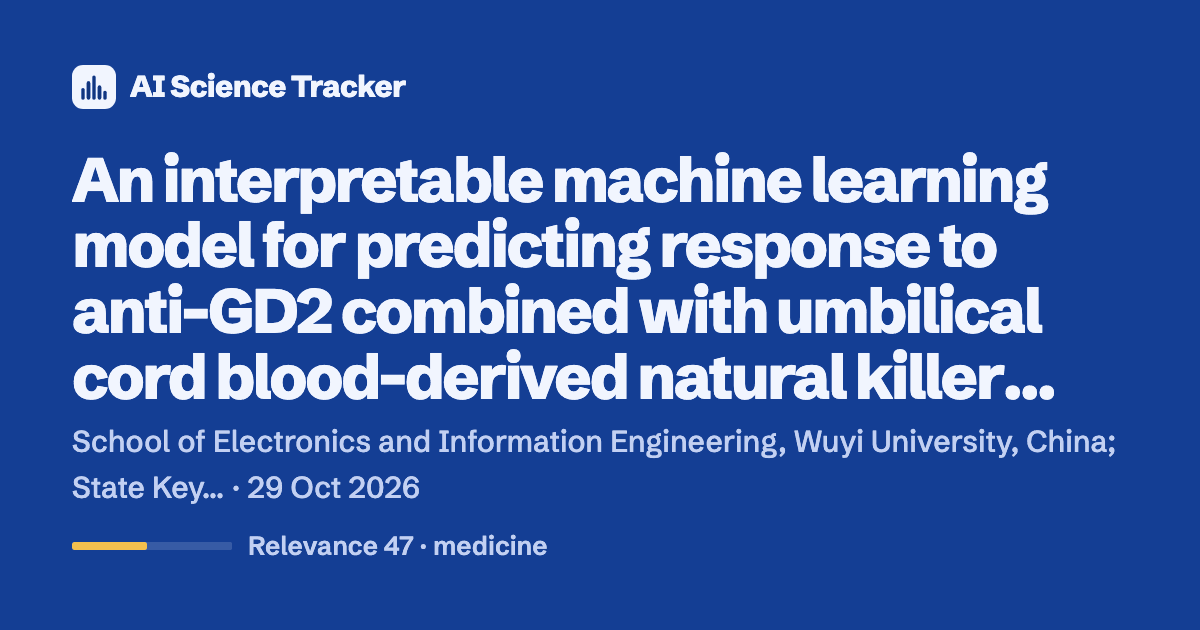 AI Science Tracker
An interpretable machine learning
model for predicting response to
anti-GD2 combined with umbilical
cord blood-derived natural killer...
School of Electronics and Information Engineering, Wuyi University, China;
State Key... · 29 Oct 2026
Relevance 47 · medicine